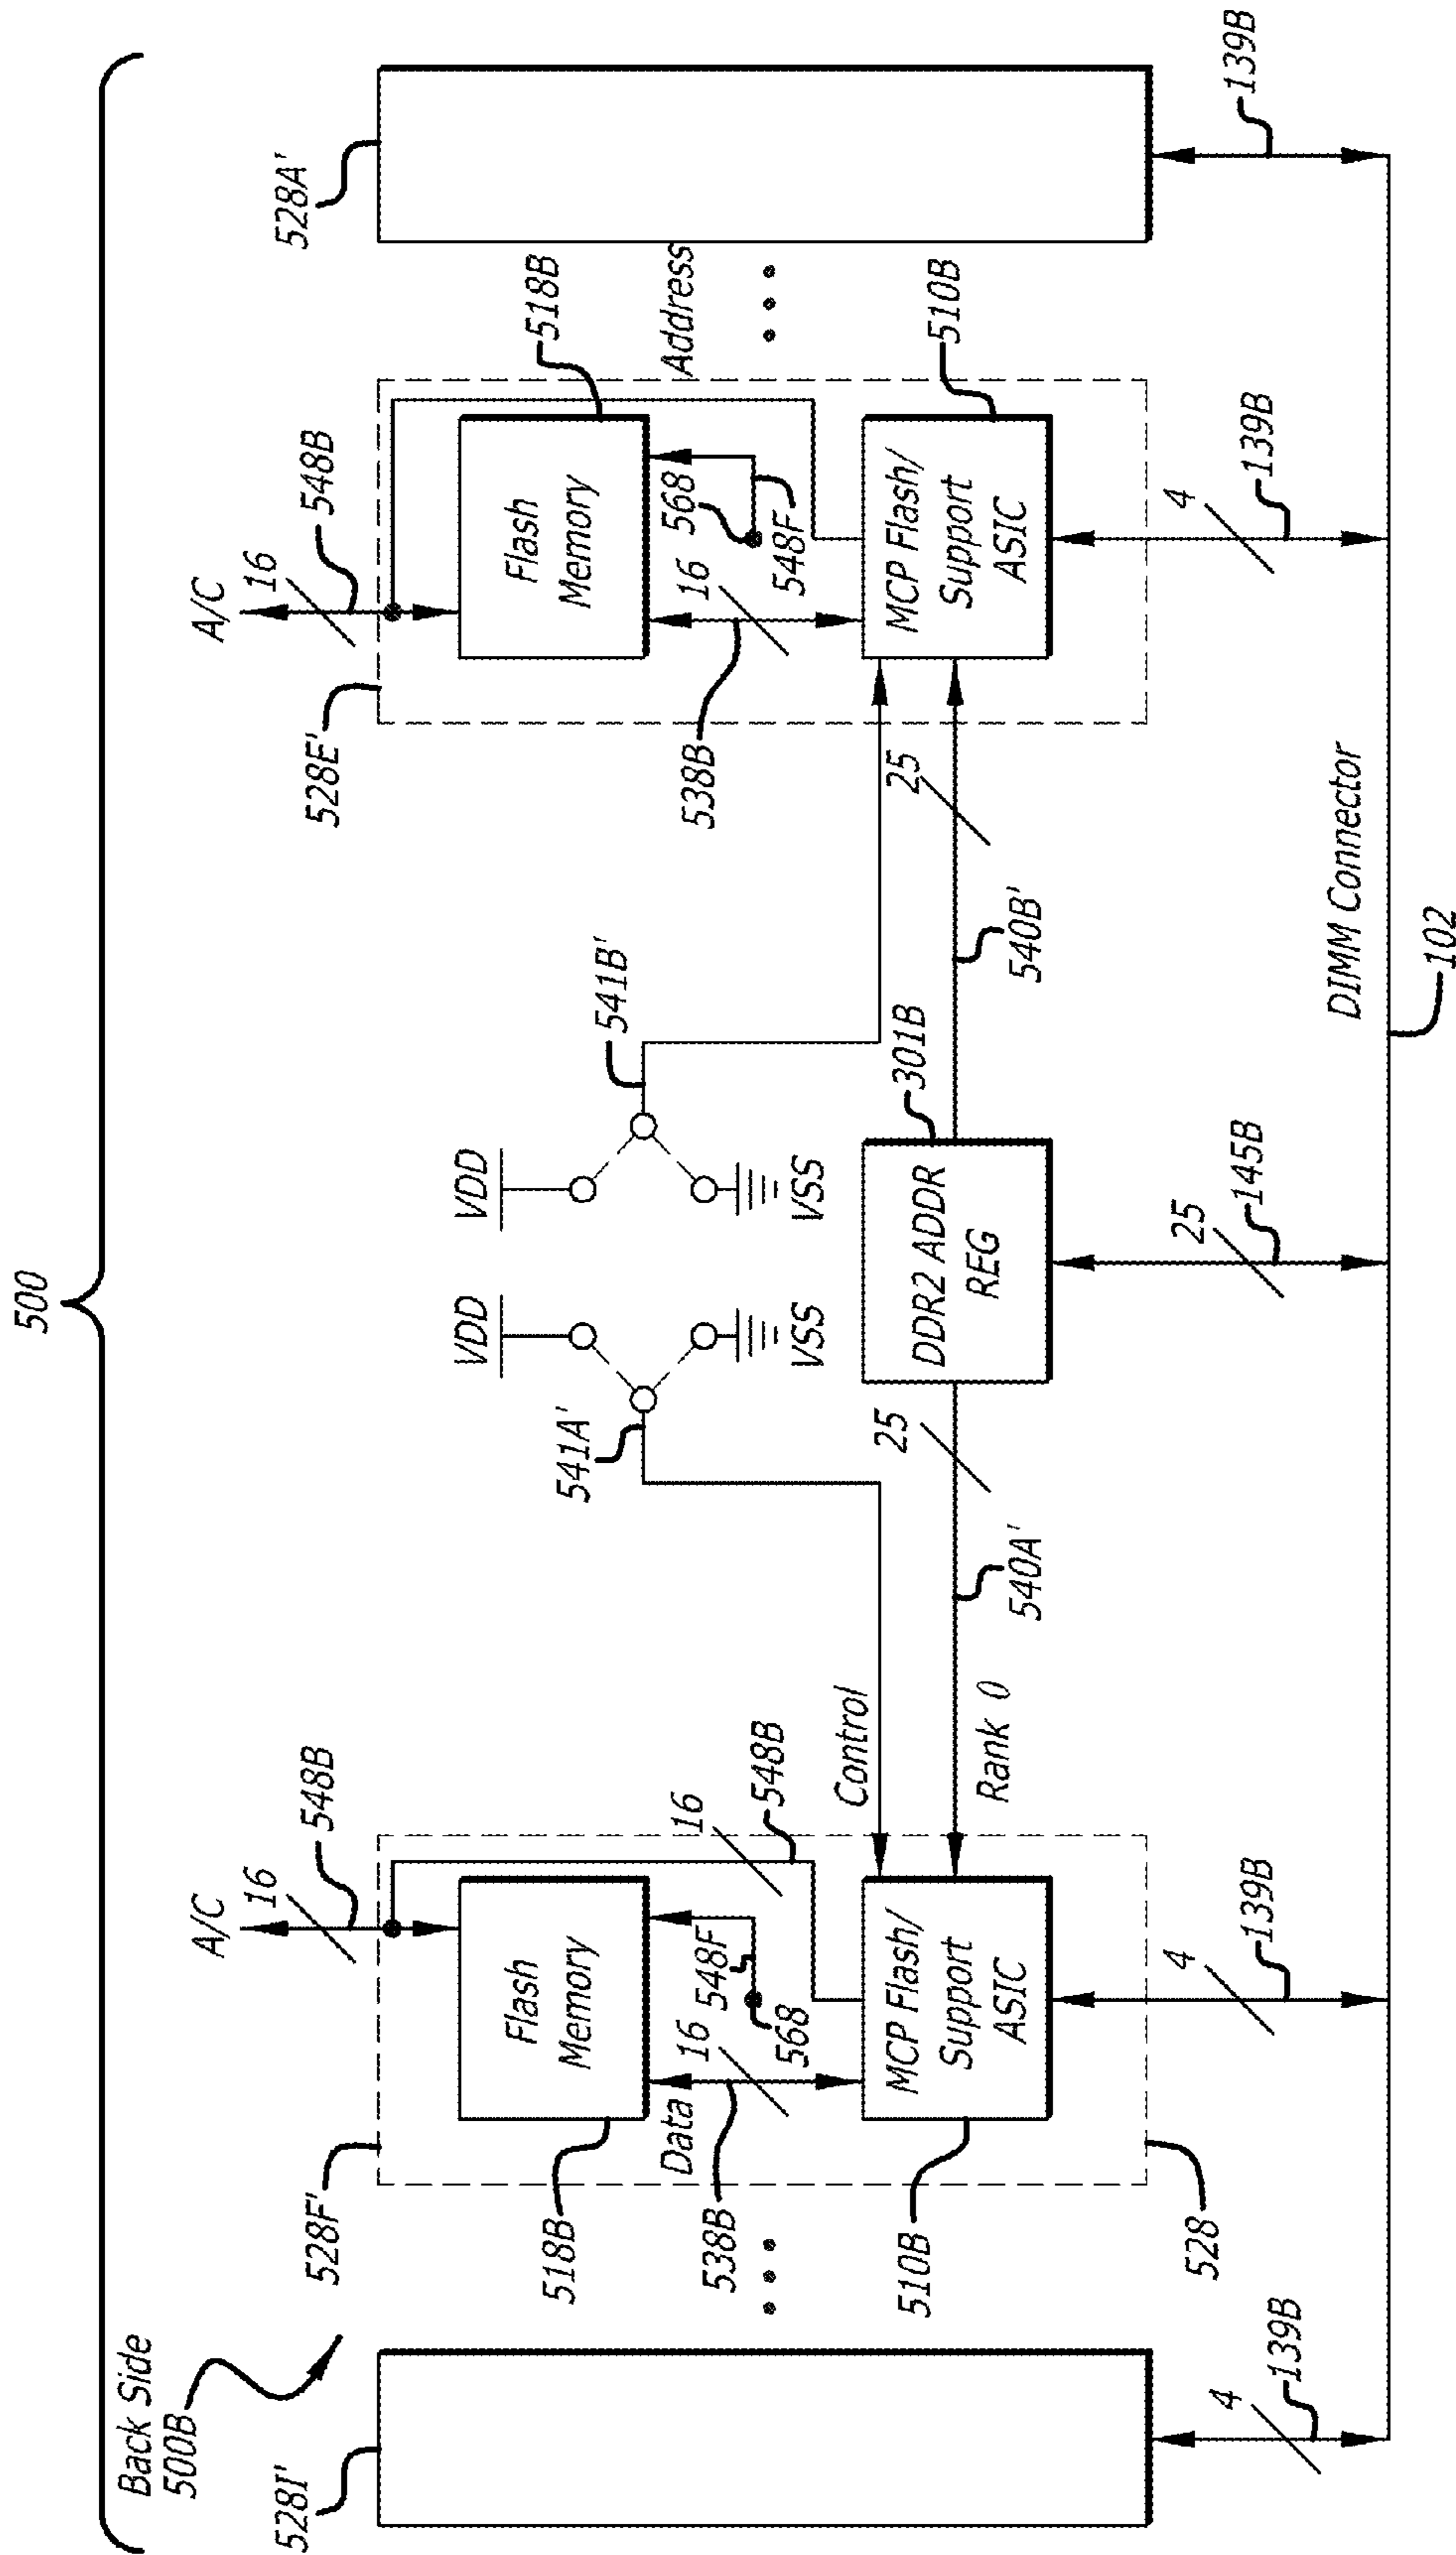 500
Back Side
500B
528I'
528F'
A/C
16
548B
528E'
A/C
16
548B
528A'
518B
Flash
Memory
VDD
VDD
Flash
Memory
518B
541A'
541B'
Data
16
538B
548F
568
16
548B
VSS
VSS
538B
16
568
548F
Address
Control
510B
MCP Flash/
Support
ASIC
Rank 0
540A'
25
DDR2 ADDR
REG
301B
540B'
25
MCP Flash/
Support
ASIC
510B
528
4
139B
4
139B
25
145B
4
139B
139B
DIMM Connector
102